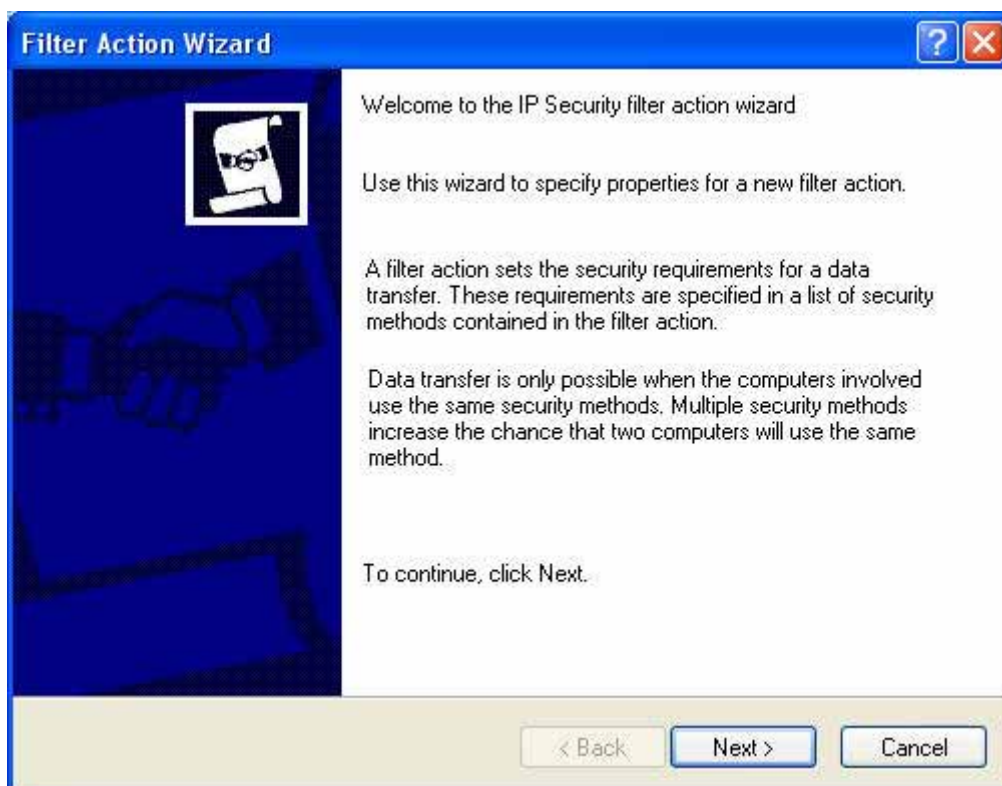 Filter Action Wizard
Welcome to the IP Security filter action wizard
Use this wizard to specify properties for a new filter action.
A filter action sets the security requirements for a data
transfer. These requirements are specified in a list of security
methods contained in the filter action.
Data transfer is only possible when the computers involved
use the same security methods. Multiple security methods
increase the chance that two computers will use the same
method.
To continue, click Next.
< Back Next > Cancel